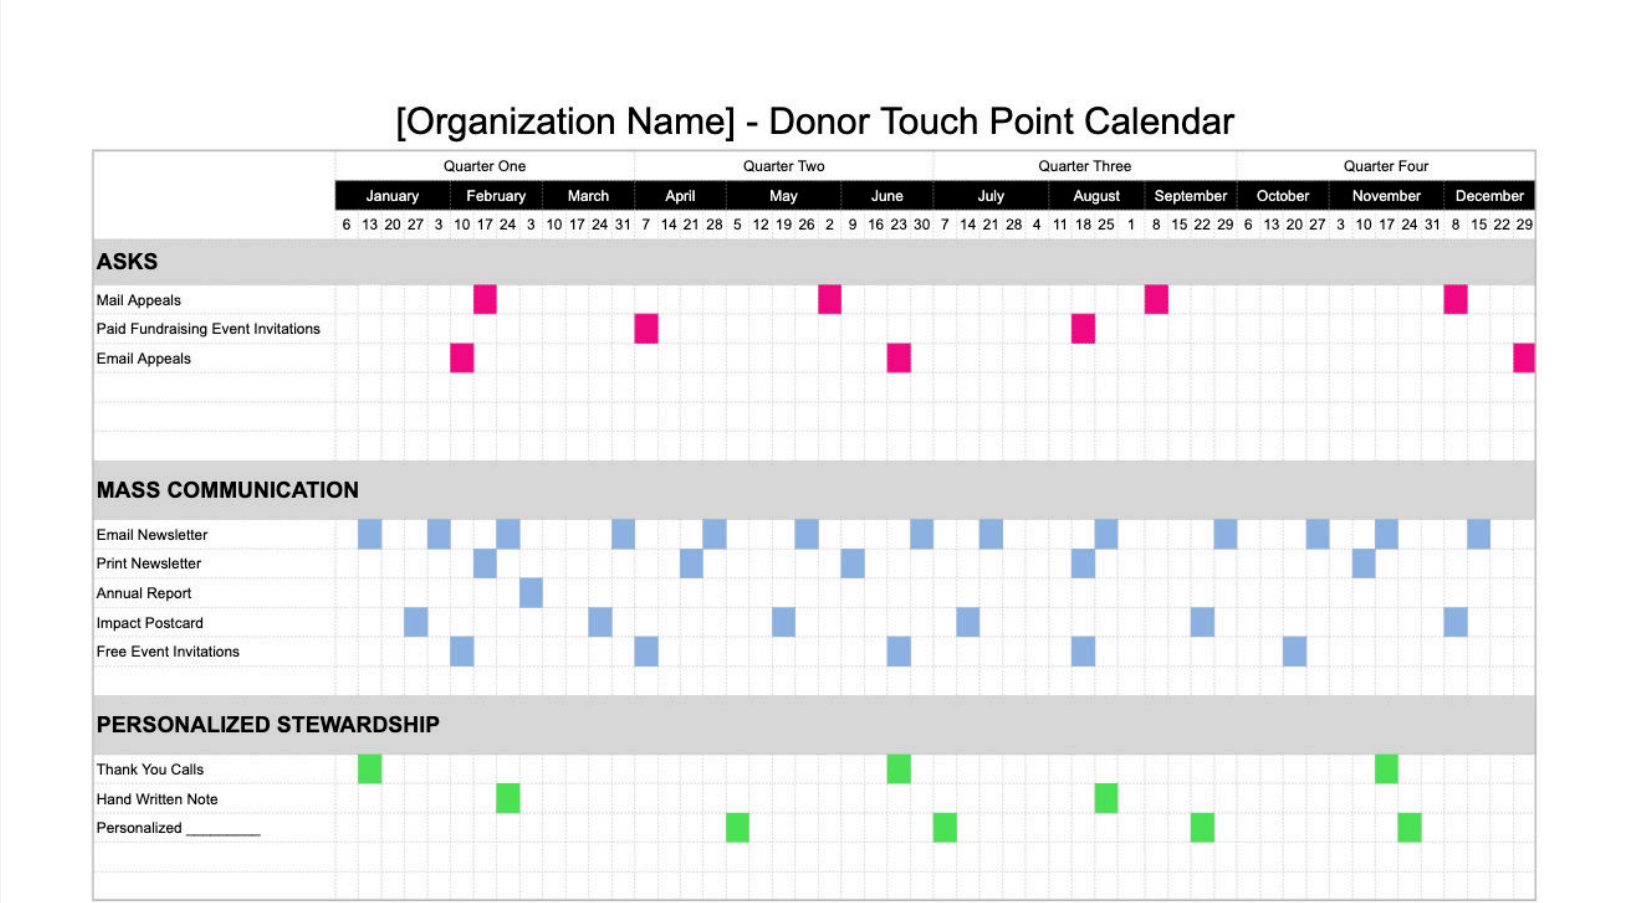 [Organization Name] - Donor Touch Point Calendar
Quarter One Quarter Two Quarter Three Quarter Four
January February March April May June July August September October November December
6 13 20 27 3 10 17 24 3 10 17 24 31 7 14 21 28 5 12 19 26 2 9 16 23 30 7 14 21 28 4 11 18 25 1 8 15 22 29 6 13 20 27 3 10 17 24 31 8 15 22 29
ASKS
Mail Appeals
Paid Fundraising Event Invitations
Email Appeals
MASS COMMUNICATION
Email Newsletter
Print Newsletter
Annual Report
Impact Postcard
Free Event Invitations
PERSONALIZED STEWARDSHIP
Thank You Calls
Hand Written Note
Personalized _________